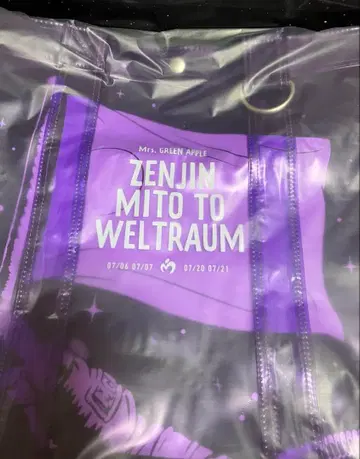 Mrs. GREEN APPLE
ZENJIN
MITO TO
WELTRAUM
07/06 07/07 07/20 07/21